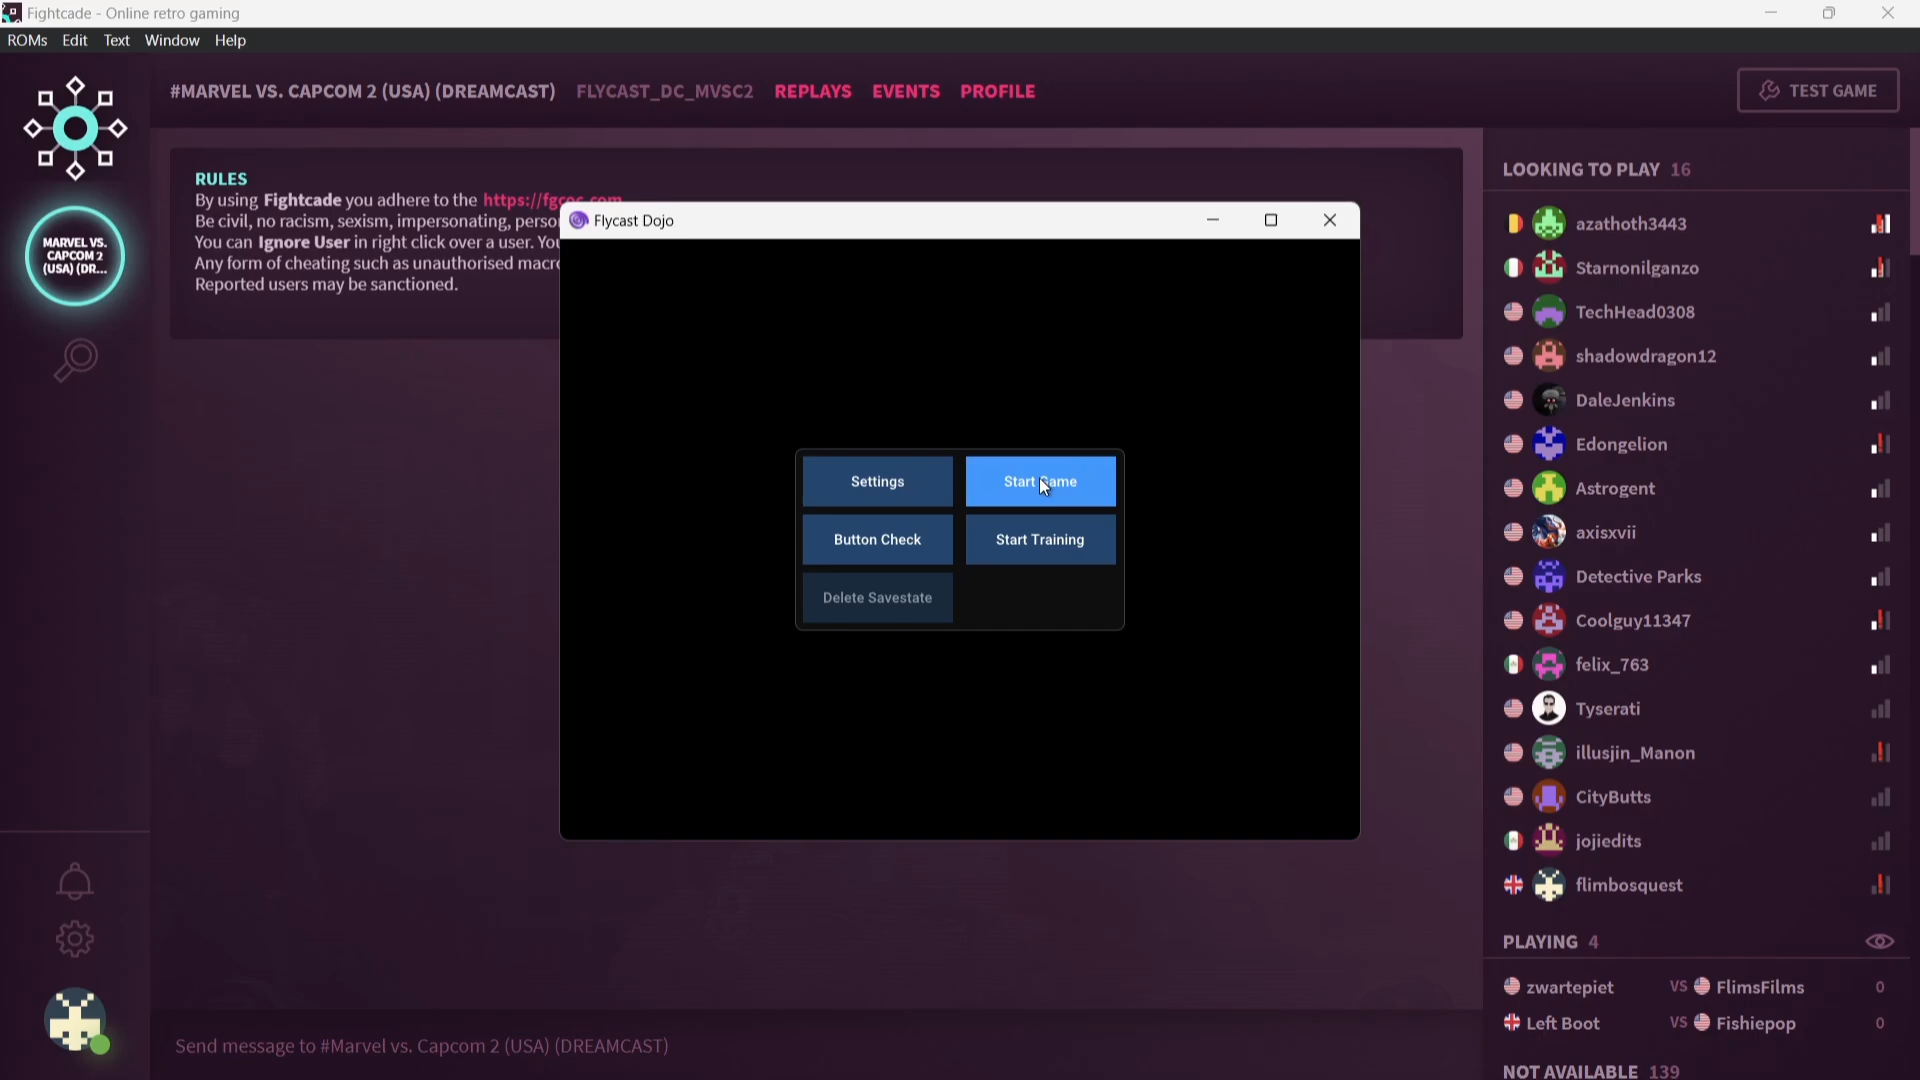 Fightcade - Online retro gaming
ROMs Edit Text Window Help
#MARVEL VS. CAPCOM 2 (USA) (DREAMCAST) FLYCAST_DC_MVSC2 REPLAYS EVENTS PROFILE
TEST GAME
MARVEL VS.
CAPCOM 2
(USA) (DR...
RULES
By using Fightcade you adhere to the https://fgcoc.com
Be civil, no racism, sexism, impersonating,
You can Ignore User in right click over a user.
Any form of cheating such as unauthorised
Reported users may be sanctioned.
Flycast Dojo
Settings Start Game
Button Check Start Training
Delete Savestate
Send message to #Marvel vs. Capcom 2 (USA) (DREAMCAST)
LOOKING TO PLAY 16
azathoth3443
Starnonilganzo
TechHead0308
shadowdragon12
DaleJenkins
Edongelion
Astrogent
axisxvii
Detective Parks
Coolguy11347
felix_763
Tyserati
illusjin_Manon
CityButts
jojiedits
flimbosquest
PLAYING 4
zwartepiet VS FlimsFilms 0
Left Boot VS Fishiepop 0
NOT AVAILABLE 139